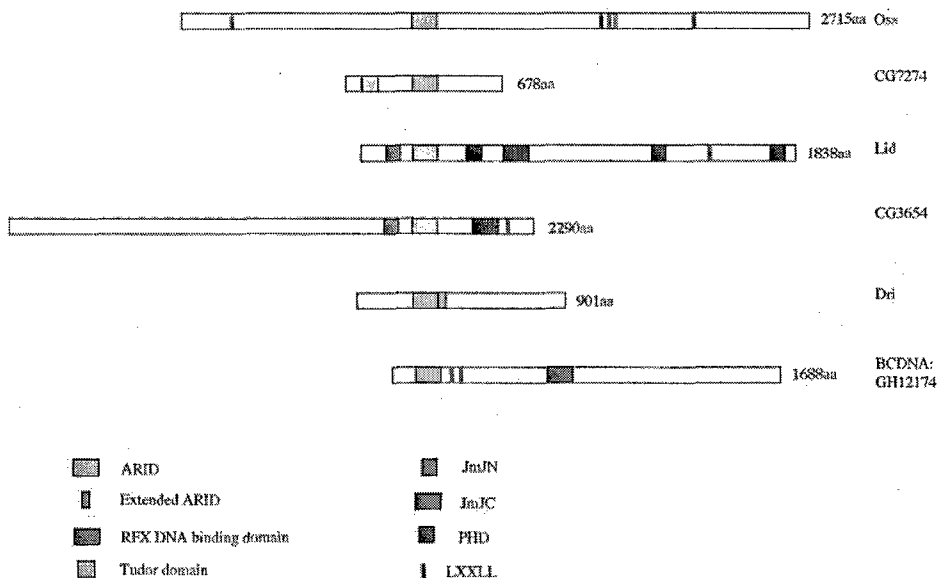 2715aa Osa
CG7274
678aa
Lid
1838aa
CG3654
2290aa
Dri
901aa
BCDNA:
GH12174
1688aa
ARID
Extended ARID
RFX DNA binding domain
Tudor domain
JmJN
JmJC
PHD
LXXLL